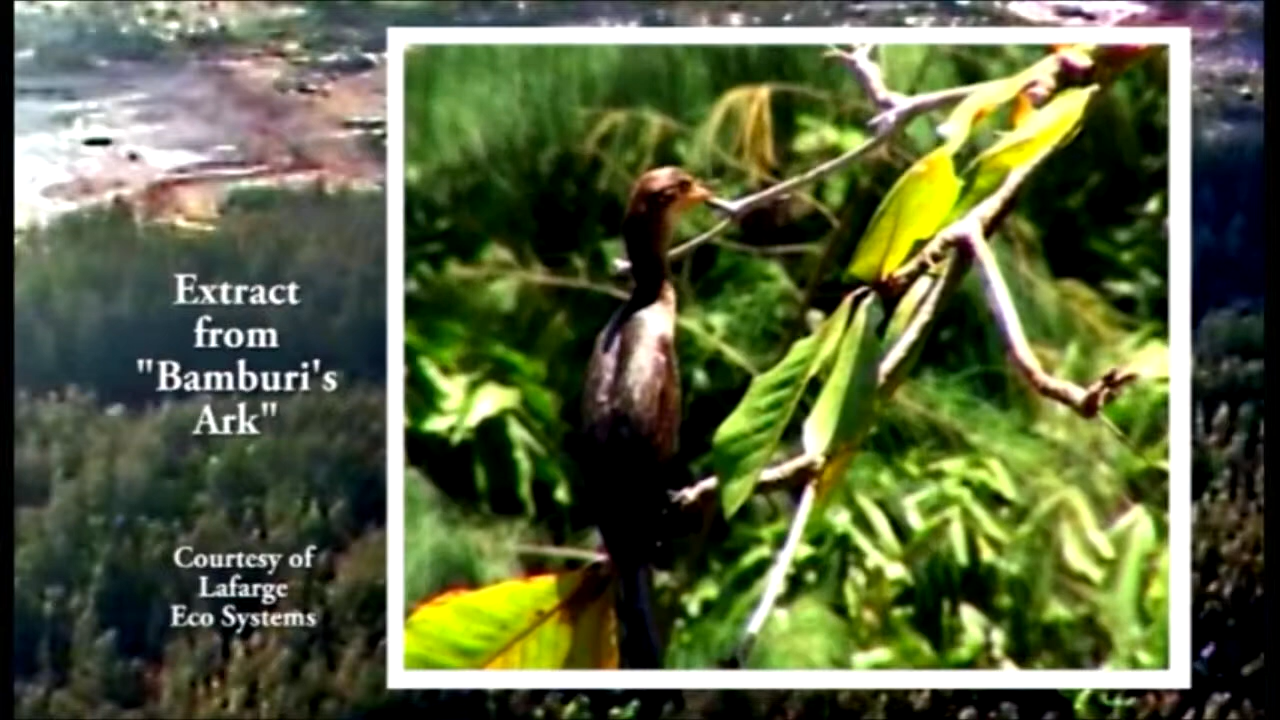 Extract
from
"Bamburi's
Ark"
Courtesy of
Lafarge
Eco Systems